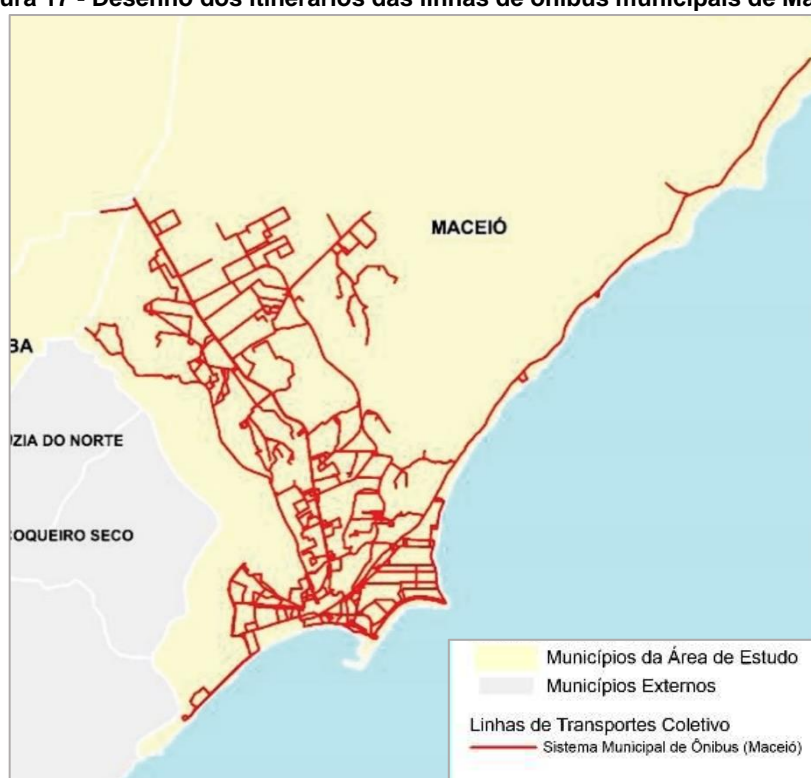 ura 17 - Desenho dos itinerários das linhas de ônibus municipais de Ma
MACEIÓ
BA
ZIA DO NORTE
COQUEIRO SECO
Municípios da Área de Estudo
Municípios Externos
Linhas de Transportes Coletivo
Sistema Municipal de Ônibus (Maceió)